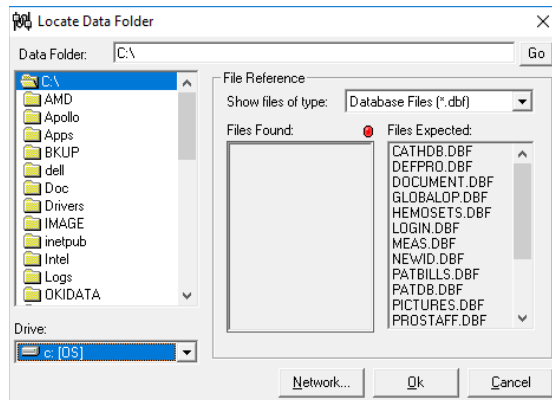 Locate Data Folder
Data Folder: C:\ Go
C:\
AMD
Apollo
Apps
BKUP
dell
Doc
Drivers
IMAGE
inetpub
Intel
Logs
OKIDATA
Drive:
c: [OS]
File Reference
Show files of type: Database Files (*.dbf)
Files Found:
Files Expected:
CATHDB.DBF
DEFPRO.DBF
DOCUMENT.DBF
GLOBALOP.DBF
HEMOSETS.DBF
LOGIN.DBF
MEAS.DBF
NEWID.DBF
PATBILLS.DBF
PATDB.DBF
PICTURES.DBF
PROSTAFF.DBF
Network... Ok Cancel